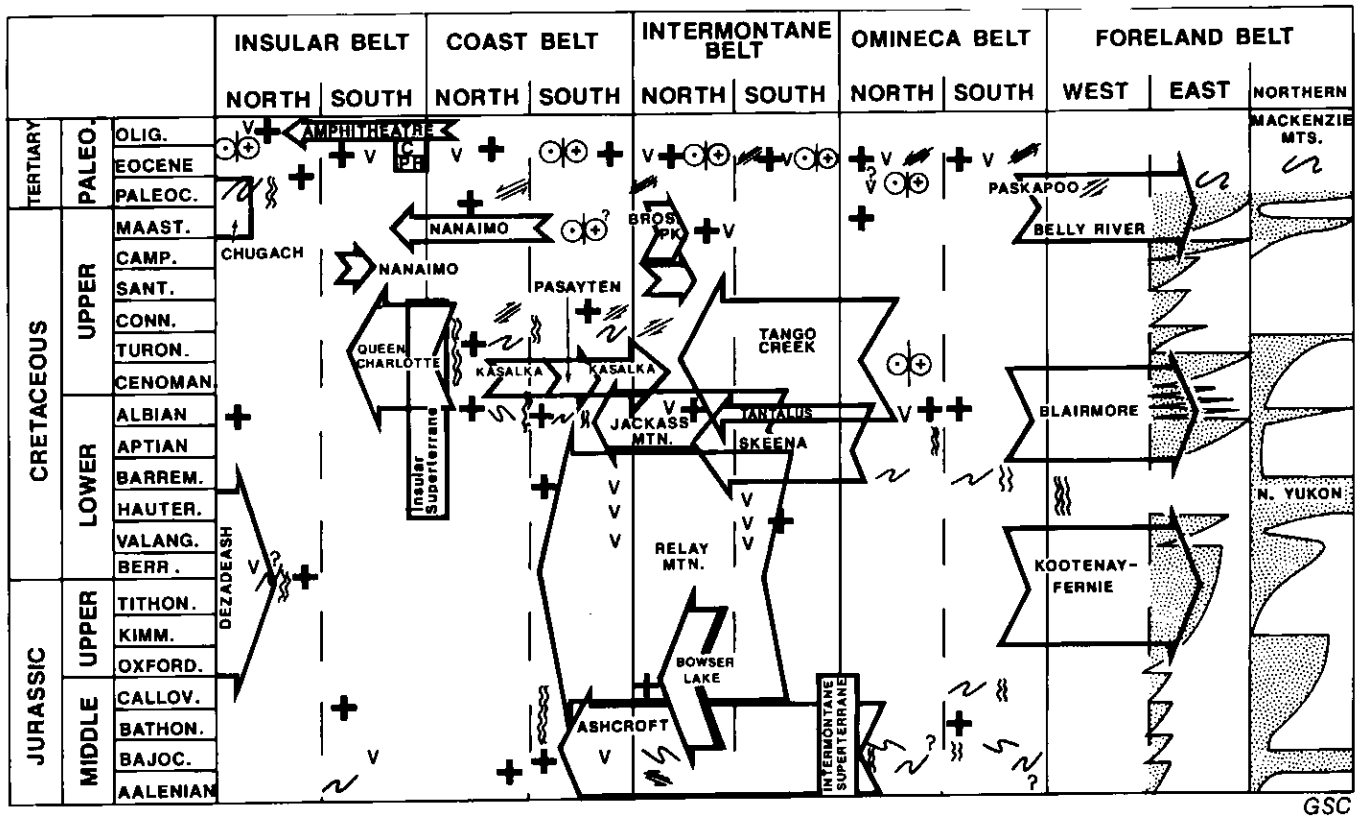 INSULAR BELT COAST BELT INTERMONTANE BELT OMINECA BELT FORELAND BELT
NORTH SOUTH NORTH SOUTH NORTH SOUTH NORTH SOUTH WEST EAST NORTHERN
TERTIARY
PALEO.
OLIG.
EOCENE
PALEOC.
CRETACEOUS
UPPER
MAAST.
CAMP.
SANT.
CONN.
TURON.
CENOMAN.
LOWER
ALBIAN
APTIAN
BARREM.
HAUTER.
VALANG.
BERR.
JURASSIC
UPPER
TITHON.
KIMM.
OXFORD.
MIDDLE
CALLOV.
BATHON.
BAJOC.
AALENIAN
AMPHITHEATRE
MACKENZIE
MTS.
PASKAPOO
CHUGACH
NANAIMO
BROS.
PK.
BELLY RIVER
NANAIMO
PASAYTEN
QUEEN
CHARLOTTE
KASALKA
KASALKA
TANGO
CREEK
Insular
Superterrane
JACKASS
MTN.
TANTALUS
SKEENA
BLAIRMORE
N. YUKON
DEZADEASH
RELAY
MTN.
KOOTENAY-
FERNIE
BOWSER
LAKE
ASHCROFT
INTERMONTANE
SUPERTERRANE
GSC